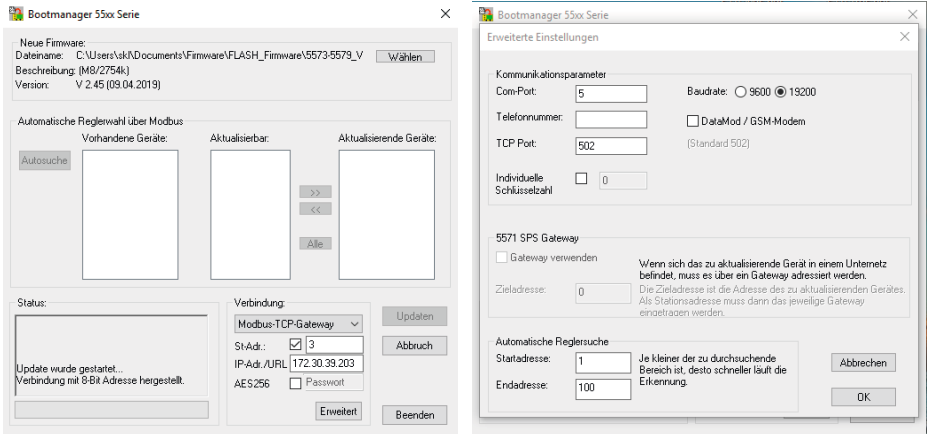 Bootmanager 55xx Serie
Neue Firmware:
Dateiname: C:\Users\skl\Documents\Firmware\FLASH_Firmware\5573-5579_V
Wählen
Beschreibung: (M8/2754k)
Version: V 2.45 (09.04.2019)
Automatische Reglerwahl über Modbus
Vorhandene Geräte: Aktualisierbar: Aktualisierende Geräte:
Autosuche
>>
<<
Alle
Status:
Update wurde gestartet...
Verbindung mit 8-Bit Adresse hergestellt.
Verbindung:
Modbus-TCP-Gateway
St-Adr.: 3
IP-Adr./URL 172.30.39.203
AES256 Passwort
Erweitert
Updaten
Abbruch
Beenden
Bootmanager 55xx Serie
Erweiterte Einstellungen
Kommunikationsparameter
Com-Port: 5 Baudrate: 9600 19200
Telefonnummer: DataMod / GSM-Modem
TCP Port: 502 (Standard 502)
Individuelle
Schlüsselzahl 0
5571 SPS Gateway
Gateway verwenden
Wenn sich das zu aktualisierende Gerät in einem Unternetz
befindet, muss es über ein Gateway adressiert werden.
Zieladresse: 0
Die Zieladresse ist die Adresse des zu aktualisierenden Gerätes.
Als Stationsadresse muss dann das jeweilige Gateway
eingetragen werden.
Automatische Reglersuche
Startadresse: 1
Endadresse: 100
Je kleiner der zu durchsuchende
Bereich ist, desto schneller läuft die
Erkennung.
Abbrechen
OK